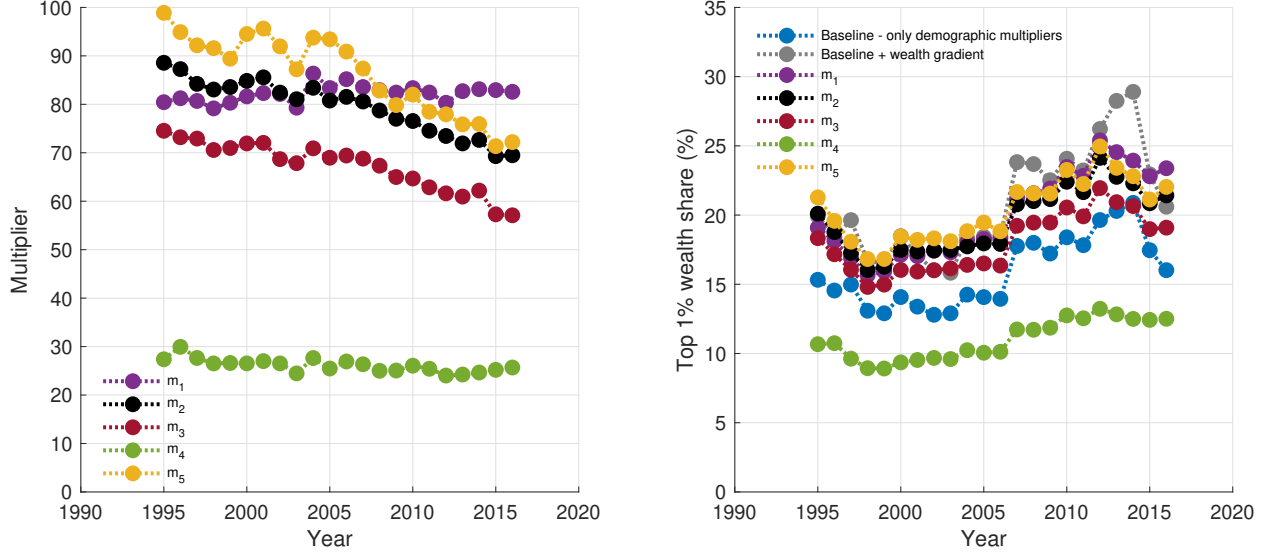 100
90
80
70
60
50
40
30
20
10
0
Multiplier
m1
m2
m3
m4
m5
1990 1995 2000 2005 2010 2015 2020
Year
35
30
25
20
15
10
5
0
Top 1% wealth share (%)
Baseline - only demographic multipliers
Baseline + wealth gradient
m1
m2
m3
m4
m5
1990 1995 2000 2005 2010 2015 2020
Year